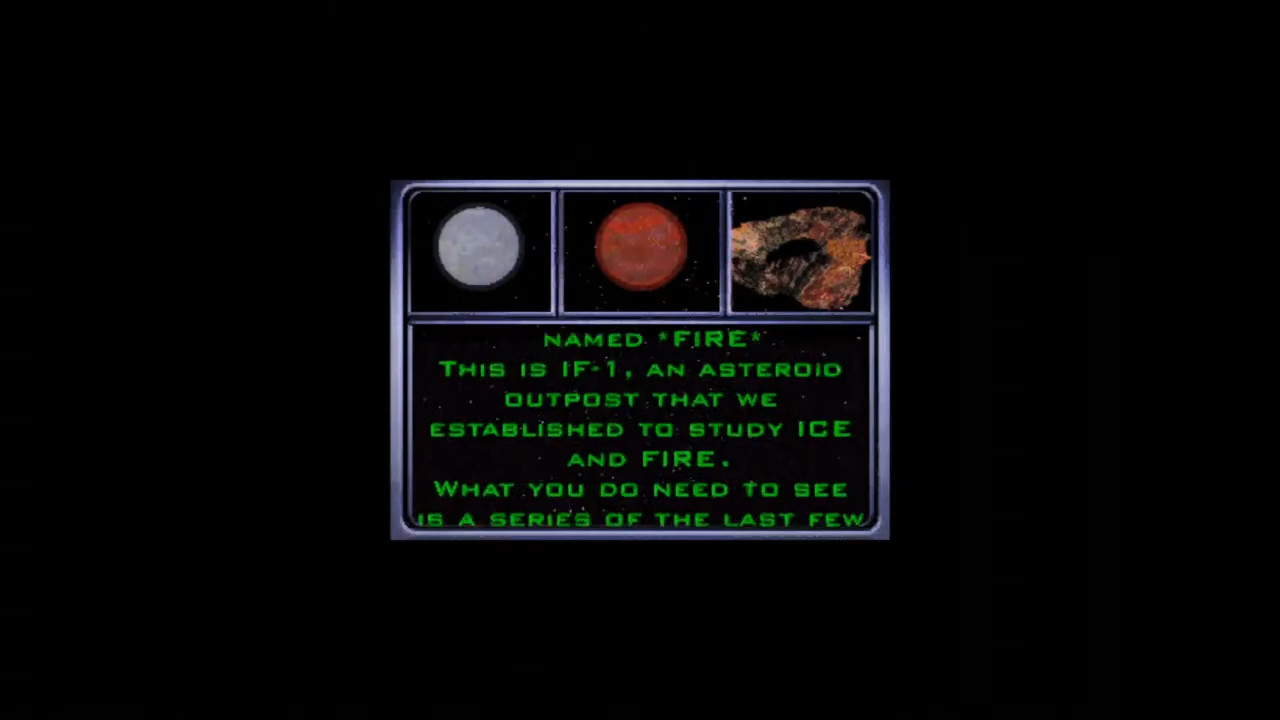 NAMED *FIRE*
THIS IS IF-1, AN ASTEROID
OUTPOST THAT WE
ESTABLISHED TO STUDY ICE
AND FIRE.
WHAT YOU DO NEED TO SEE
IS A SERIES OF THE LAST FEW